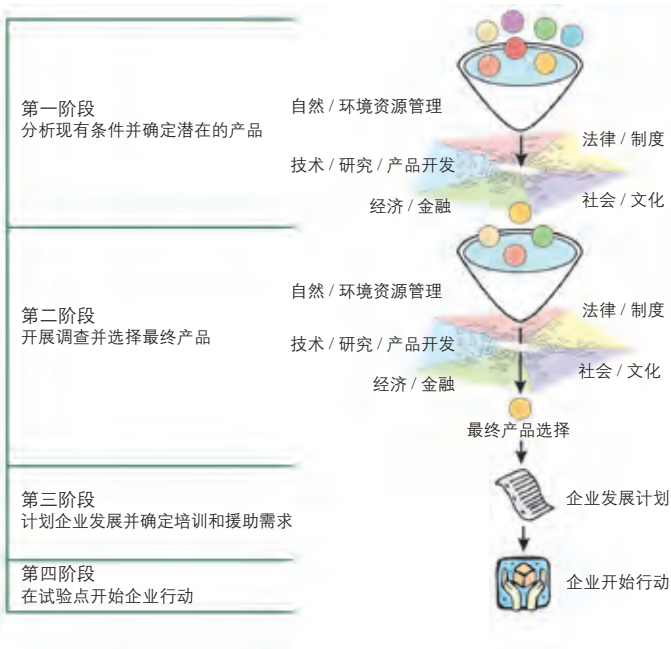 第一阶段
分析现有条件并确定潜在的产品
自然 / 环境资源管理
法律 / 制度
技术 / 研究 / 产品开发
社会 / 文化
经济 / 金融
第二阶段
开展调查并选择最终产品
自然 / 环境资源管理
法律 / 制度
技术 / 研究 / 产品开发
社会 / 文化
经济 / 金融
最终产品选择
第三阶段
计划企业发展并确定培训和援助需求
企业发展计划
第四阶段
在试验点开始企业行动
企业开始行动